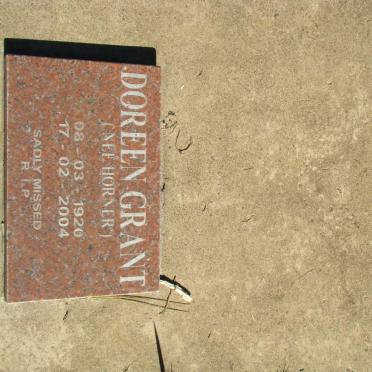 DOREEN GRANT
(NEE HORNER)
08 - 03 - 1920
17 - 02 - 2004
SADLY MISSED
R.I.P.